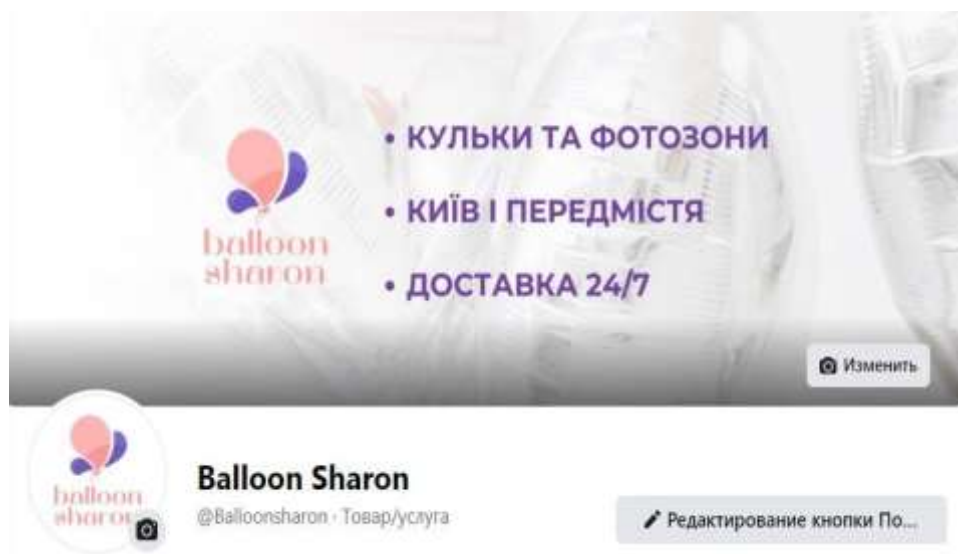 • КУЛЬКИ ТА ФОТОЗОНИ
balloon
sharon
• КИЇВ І ПЕРЕДМІСТЯ
• ДОСТАВКА 24/7
Изменить
balloon
sharon
Balloon Sharon
@Balloonsharon · Товар/услуга
Редактирование кнопки По...